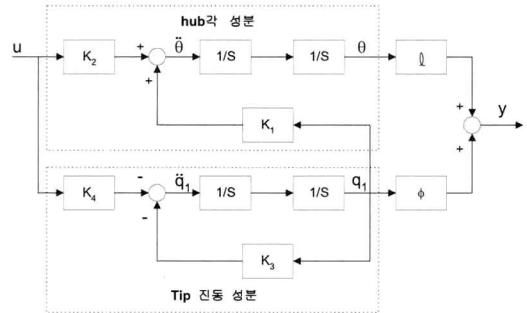 hub각 성분
u
K₂
+
+
θ̈
1/S
1/S
θ
ℓ
K₁
+
+
y
K₄
-
-
q̈₁
1/S
1/S
q₁
ϕ
K₃
Tip 진동 성분